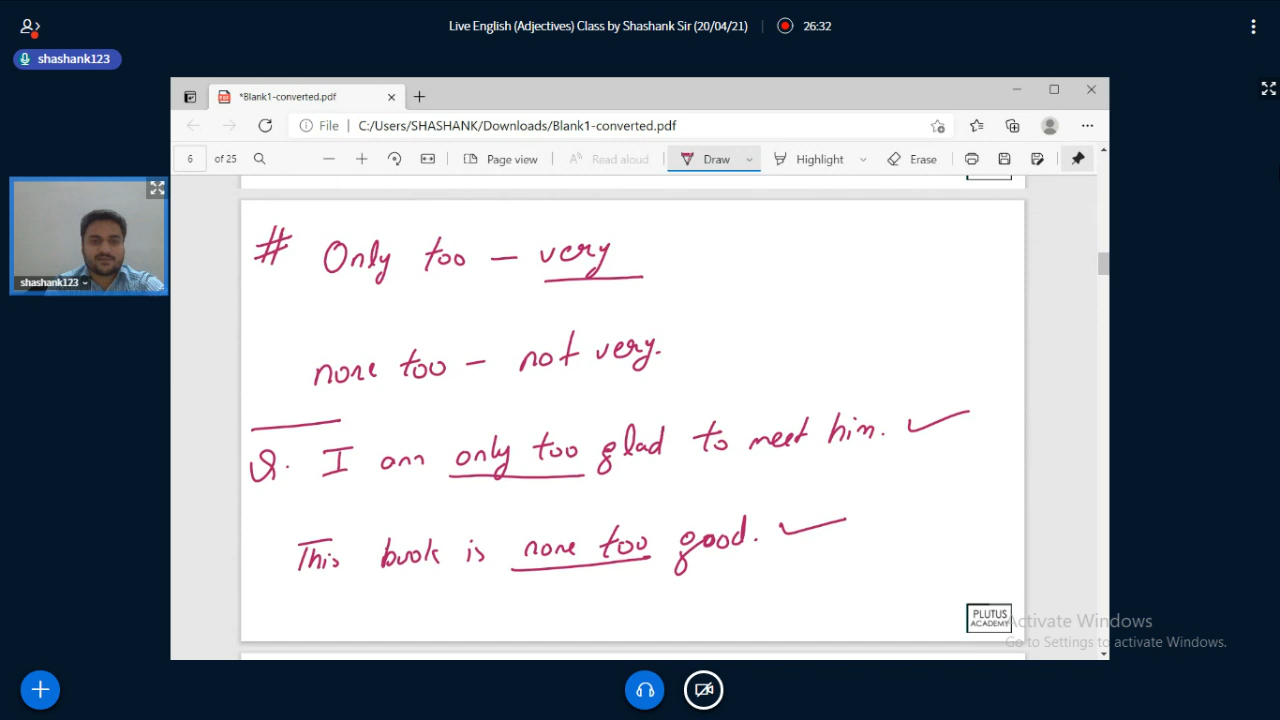 Live English (Adjectives) Class by Shashank Sir (20/04/21)
26:32
shashank123
*Blank1-converted.pdf
File
C:/Users/SHASHANK/Downloads/Blank1-converted.pdf
6 of 25
Page view
Read aloud
Draw
Highlight
Erase
shashank123
# Only too – very
none too – not very.
Q. I am only too glad to meet him. ✓
This book is none too good. ✓
PLUTUS
ACADEMY
Activate Windows
Go to Settings to activate Windows.